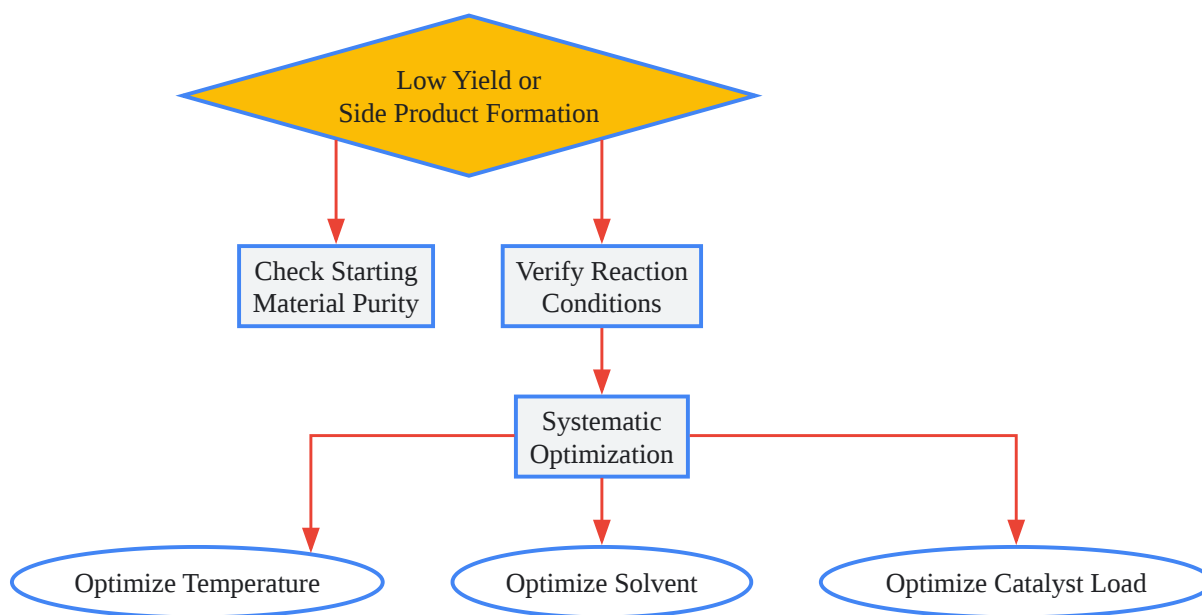 Low Yield or
Side Product Formation
Check Starting
Material Purity
Verify Reaction
Conditions
Systematic
Optimization
Optimize Temperature
Optimize Solvent
Optimize Catalyst Load